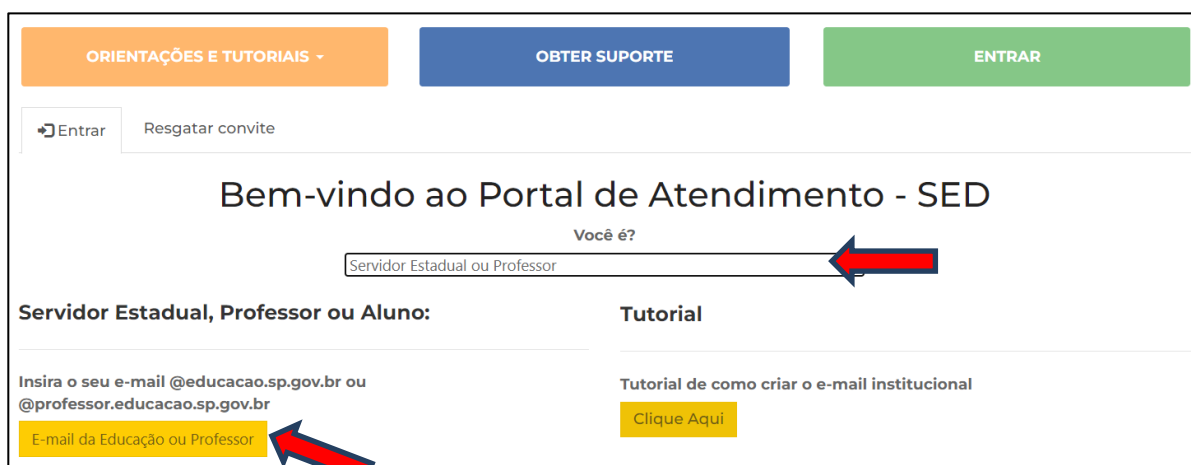 ORIENTAÇÕES E TUTORIAIS
OBTER SUPORTE
ENTRAR
Entrar
Resgatar convite
Bem-vindo ao Portal de Atendimento - SED
Você é?
Servidor Estadual ou Professor
Servidor Estadual, Professor ou Aluno:
Insira o seu e-mail @educacao.sp.gov.br ou
@professor.educacao.sp.gov.br
E-mail da Educação ou Professor
Tutorial
Tutorial de como criar o e-mail institucional
Clique Aqui